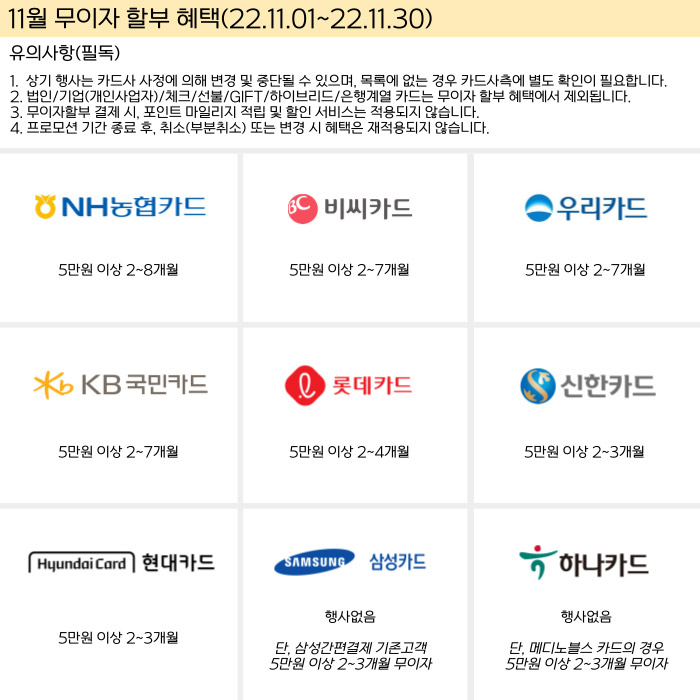 11월 무이자 할부 혜택(22.11.01~22.11.30)
유의사항(필독)
1. 상기 행사는 카드사 사정에 의해 변경 및 중단될 수 있으며, 목록에 없는 경우 카드사측에 별도 확인이 필요합니다.
2. 법인/기업(개인사업자)/체크/선불/GIFT/하이브리드/은행계열 카드는 무이자 할부 혜택에서 제외됩니다.
3. 무이자할부 결제 시, 포인트 마일리지 적립 및 할인 서비스는 적용되지 않습니다.
4. 프로모션 기간 종료 후, 취소(부분취소) 또는 변경 시 혜택은 재적용되지 않습니다.
NH농협카드
5만원 이상 2~8개월
BC 비씨카드
5만원 이상 2~7개월
우리카드
5만원 이상 2~7개월
Kb KB국민카드
5만원 이상 2~7개월
롯데카드
5만원 이상 2~4개월
신한카드
5만원 이상 2~3개월
Hyundai Card 현대카드
5만원 이상 2~3개월
SAMSUNG 삼성카드
행사없음
단, 삼성간편결제 기존고객
5만원 이상 2~3개월 무이자
하나카드
행사없음
단, 메디노블스 카드의 경우
5만원 이상 2~3개월 무이자